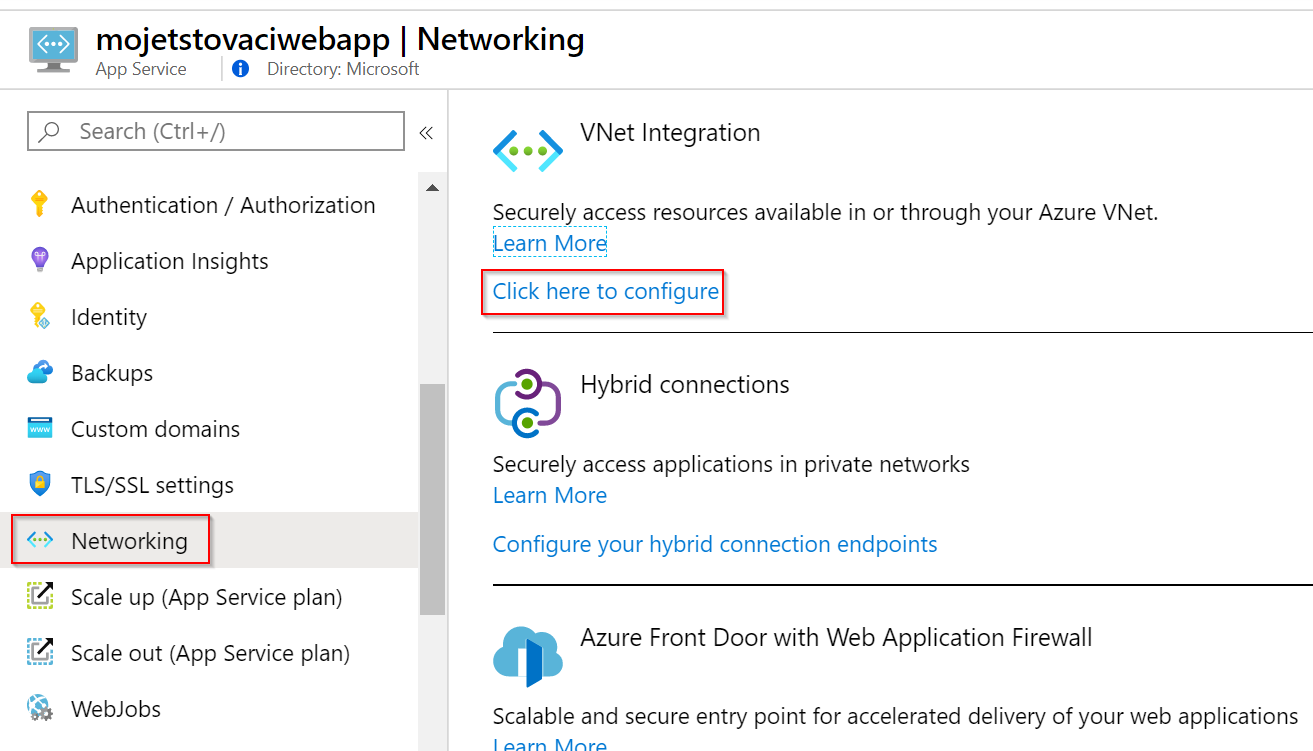 mojetstovaciwebapp | Networking
App Service
Directory: Microsoft
Search (Ctrl+/)
«
Authentication / Authorization
Application Insights
Identity
Backups
Custom domains
TLS/SSL settings
Networking
Scale up (App Service plan)
Scale out (App Service plan)
WebJobs
VNet Integration
Securely access resources available in or through your Azure VNet.
Learn More
Click here to configure
Hybrid connections
Securely access applications in private networks
Learn More
Configure your hybrid connection endpoints
Azure Front Door with Web Application Firewall
Scalable and secure entry point for accelerated delivery of your web applications
Learn More